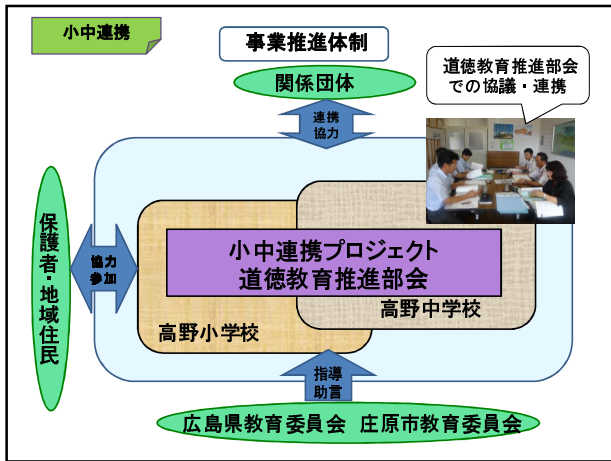 小中連携
事業推進体制
関係団体
道徳教育推進部会
での協議・連携
連携
協力
保護者・地域住民
協力
参加
小中連携プロジェクト
道徳教育推進部会
高野中学校
高野小学校
指導
助言
広島県教育委員会 庄原市教育委員会